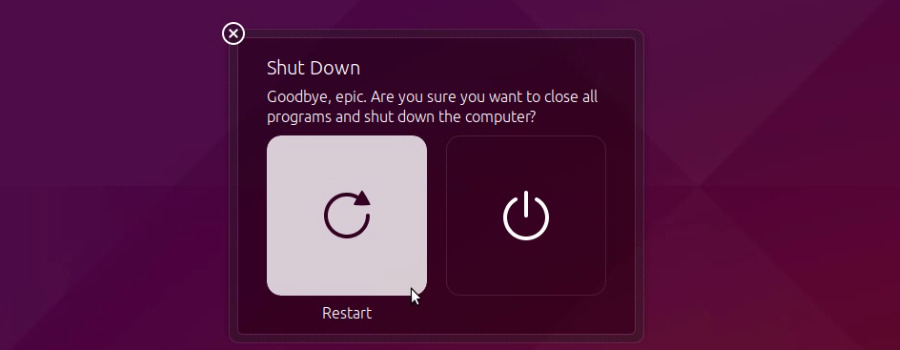 Shut Down
Goodbye, epic. Are you sure you want to close all
programs and shut down the computer?
Restart